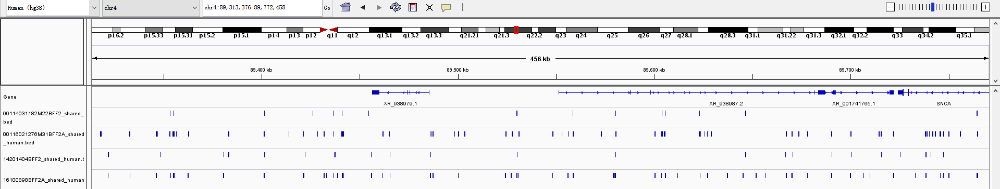 Human (hg38) chr4 chr4:89,313,376-89,772,458 Go
p16.2 p15.33 p15.31 p15.2 p15.1 p14 p13 p12 q11 q12 q13.1 q13.2 q13.3 q21.21 q21.3 q22.2 q23 q24 q25 q26 q27 q28.1 q28.3 q31.1 q31.22 q31.3 q32.1 q32.2 q33 q34.2 q35.1
456 kb
89,400 kb 89,500 kb 89,600 kb 89,700 kb
Gene
XR_938979.1 XR_938987.2 XR_001741765.1 SNCA
00114031182M22BFF2_shared_
bed
00116021276M31BFF2A_shared
_human.bed
14201404BFF2_shared_human.t
16100898BFF2A_shared_human